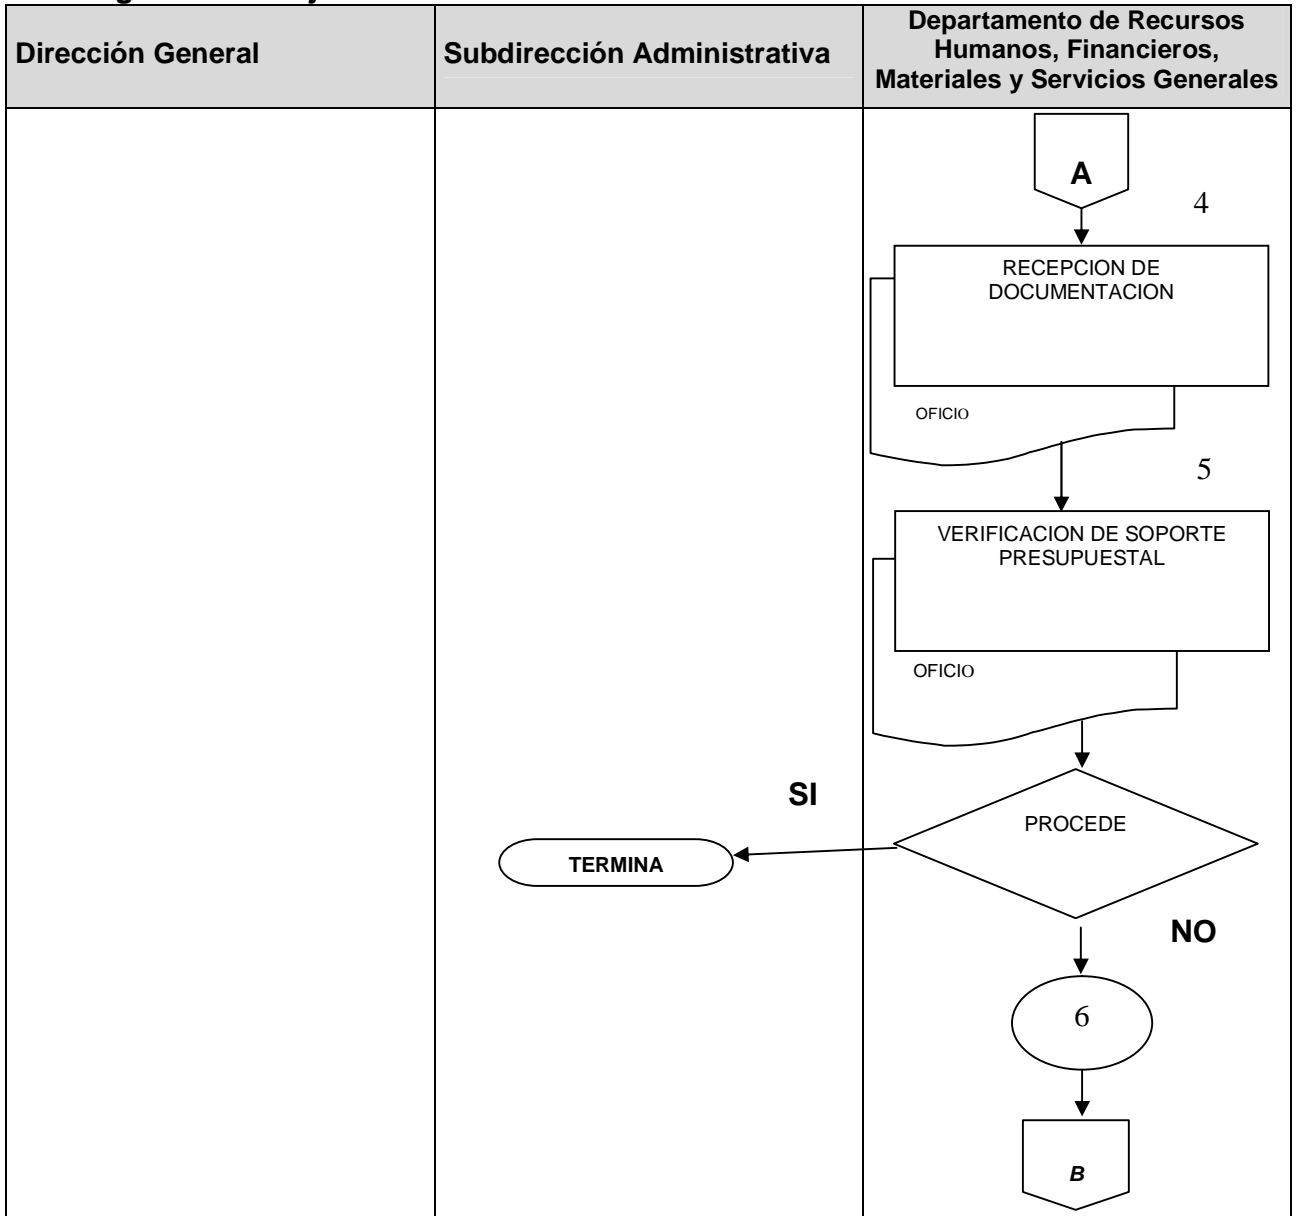 Dirección General
Subdirección Administrativa
Departamento de Recursos
Humanos, Financieros,
Materiales y Servicios Generales
A
4
RECEPCION DE
DOCUMENTACION
OFICIO
5
VERIFICACION DE SOPORTE
PRESUPUESTAL
OFICIO
SI
PROCEDE
TERMINA
NO
6
B